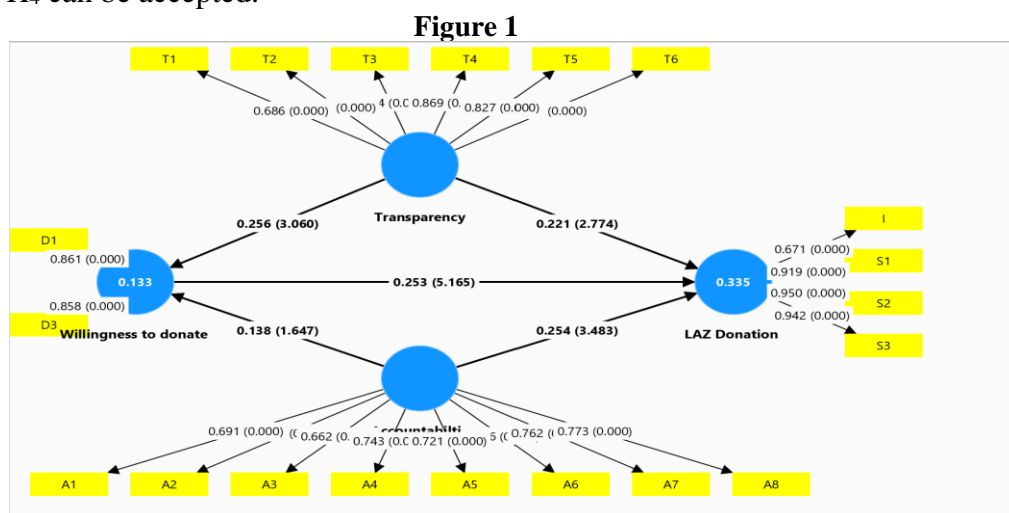 can be accepted.
Figure 1
T1 T2 T3 T4 T5 T6
0.686 (0.000) (0.000) 0.869 (0. 0.827 (0.000) (0.000)
Transparency
0.256 (3.060) 0.221 (2.774)
D1
0.861 (0.000)
I
0.671 (0.000)
S1
0.919 (0.000)
0.133 0.253 (5.165) 0.335
0.950 (0.000)
S2
0.858 (0.000)
0.942 (0.000)
D3
Willingness to donate 0.138 (1.647) 0.254 (3.483) LAZ Donation
S3
0.691 (0.000) 0.662 (0. 0.743 (0.0 0.721 (0.000) 0.762 0.773 (0.000)
A1 A2 A3 A4 A5 A6 A7 A8